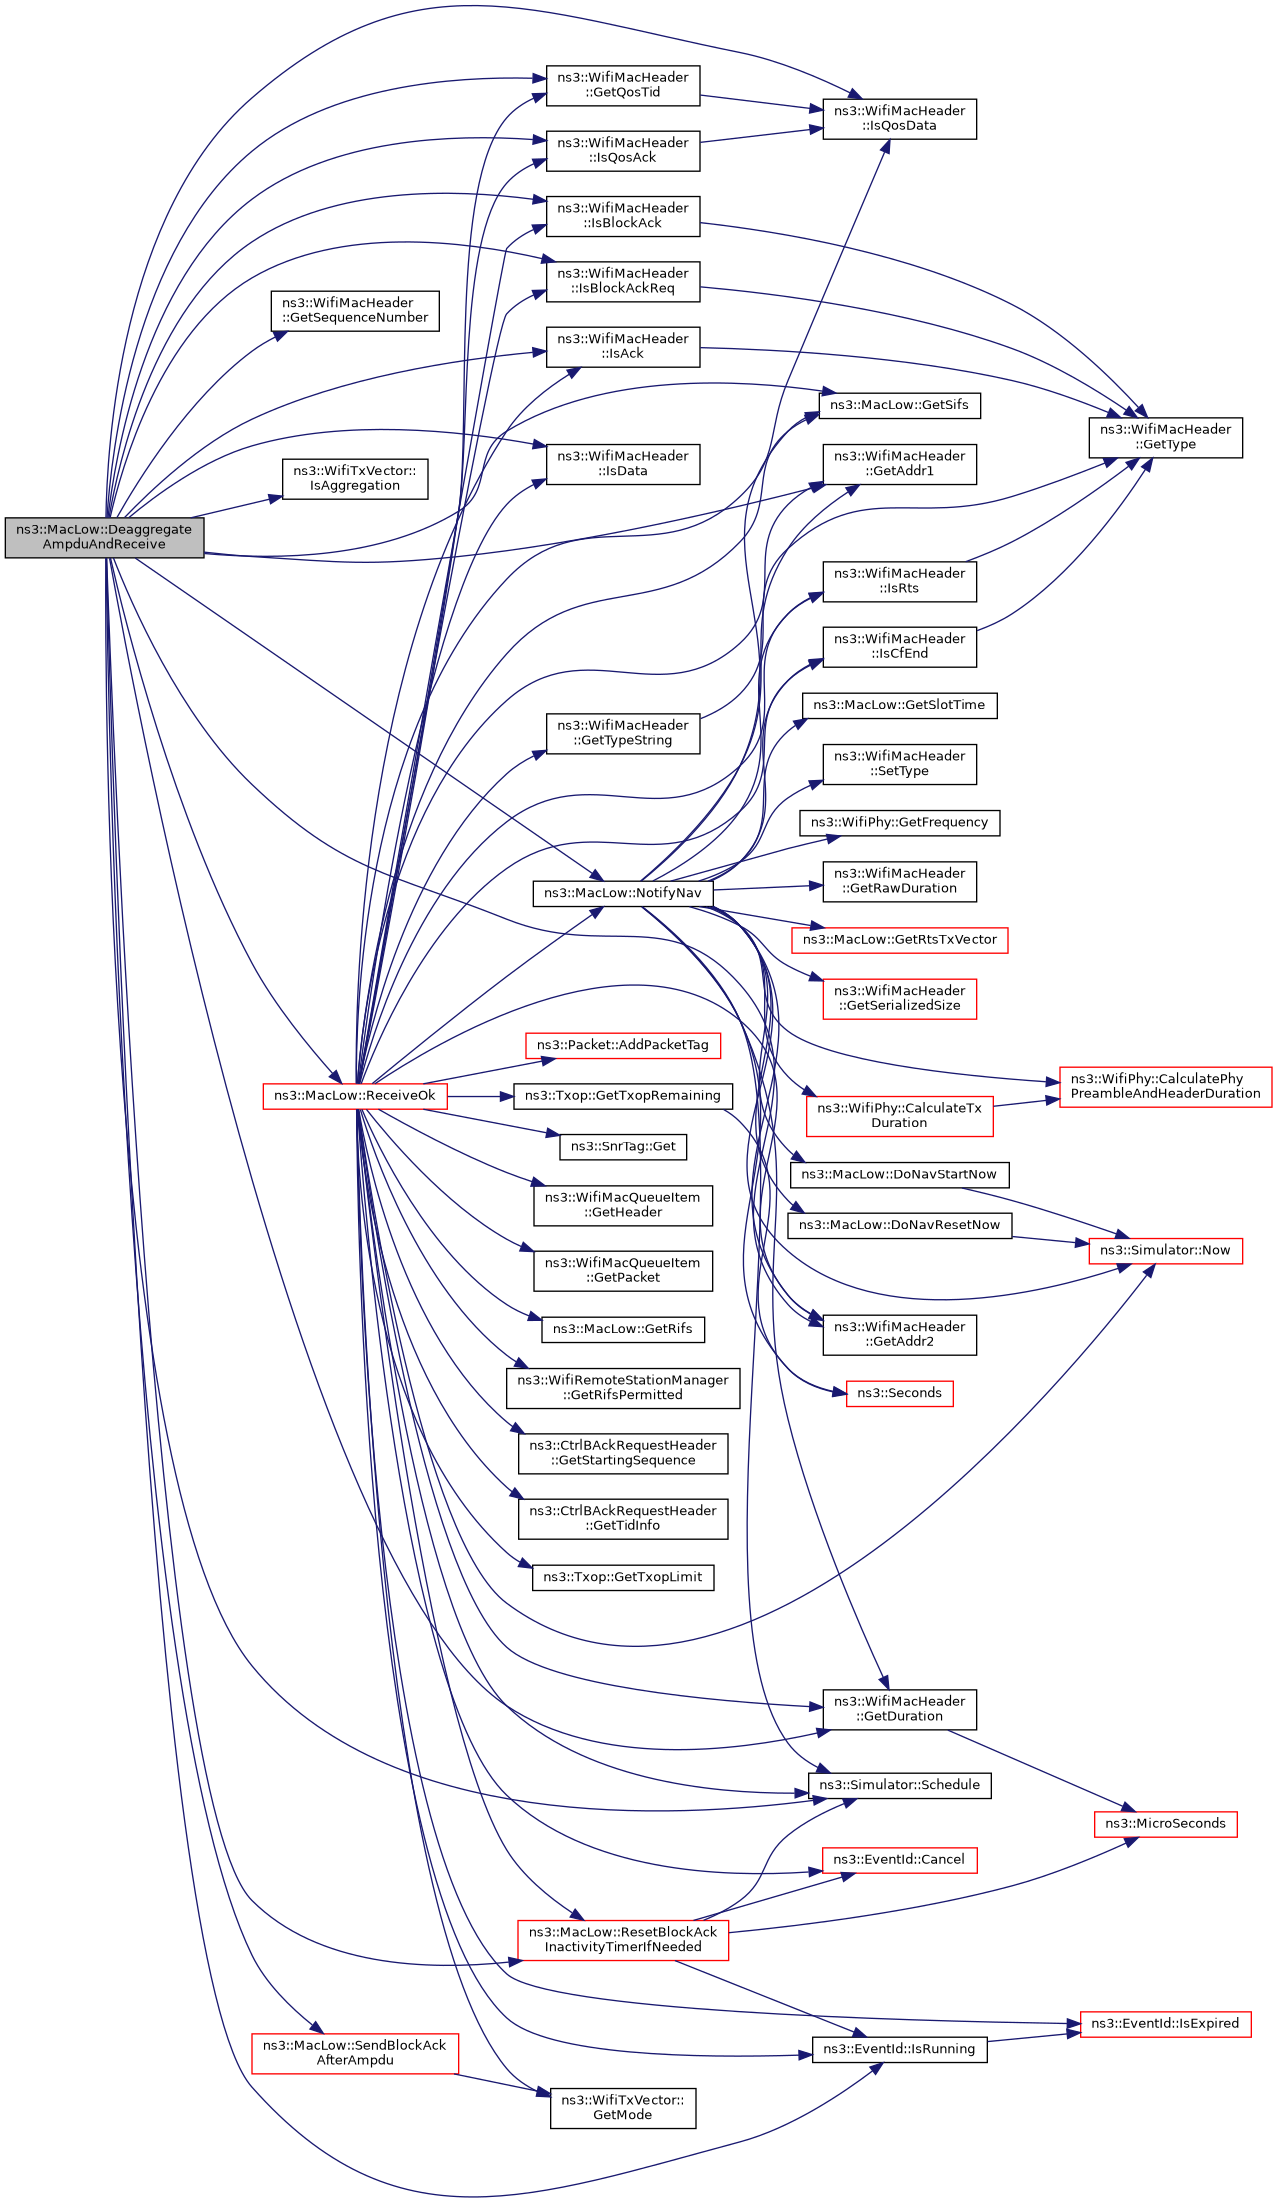 ns3::WifiMacHeader
::GetQosTid
ns3::WifiMacHeader
::IsQosData
ns3::WifiMacHeader
::IsQosAck
ns3::WifiMacHeader
::IsBlockAck
ns3::WifiMacHeader
::IsBlockAckReq
ns3::WifiMacHeader
::GetSequenceNumber
ns3::WifiMacHeader
::IsAck
ns3::MacLow::GetSifs
ns3::WifiMacHeader
::GetType
ns3::WifiMacHeader
::IsData
ns3::WifiMacHeader
::GetAddr1
ns3::WifiTxVector::
IsAggregation
ns3::MacLow::Deaggregate
AmpduAndReceive
ns3::WifiMacHeader
::IsRts
ns3::WifiMacHeader
::IsCfEnd
ns3::MacLow::GetSlotTime
ns3::WifiMacHeader
::GetTypeString
ns3::WifiMacHeader
::SetType
ns3::WifiPhy::GetFrequency
ns3::MacLow::NotifyNav
ns3::WifiMacHeader
::GetRawDuration
ns3::MacLow::GetRtsTxVector
ns3::WifiMacHeader
::GetSerializedSize
ns3::Packet::AddPacketTag
ns3::MacLow::ReceiveOk
ns3::Txop::GetTxopRemaining
ns3::WifiPhy::CalculatePhy
PreambleAndHeaderDuration
ns3::WifiPhy::CalculateTx
Duration
ns3::SnrTag::Get
ns3::MacLow::DoNavStartNow
ns3::WifiMacQueueItem
::GetHeader
ns3::MacLow::DoNavResetNow
ns3::Simulator::Now
ns3::WifiMacQueueItem
::GetPacket
ns3::MacLow::GetRifs
ns3::WifiMacHeader
::GetAddr2
ns3::WifiRemoteStationManager
::GetRifsPermitted
ns3::Seconds
ns3::CtrlBAckRequestHeader
::GetStartingSequence
ns3::CtrlBAckRequestHeader
::GetTidInfo
ns3::Txop::GetTxopLimit
ns3::WifiMacHeader
::GetDuration
ns3::Simulator::Schedule
ns3::MicroSeconds
ns3::EventId::Cancel
ns3::MacLow::ResetBlockAck
InactivityTimerIfNeeded
ns3::EventId::IsExpired
ns3::MacLow::SendBlockAck
AfterAmpdu
ns3::EventId::IsRunning
ns3::WifiTxVector::
GetMode